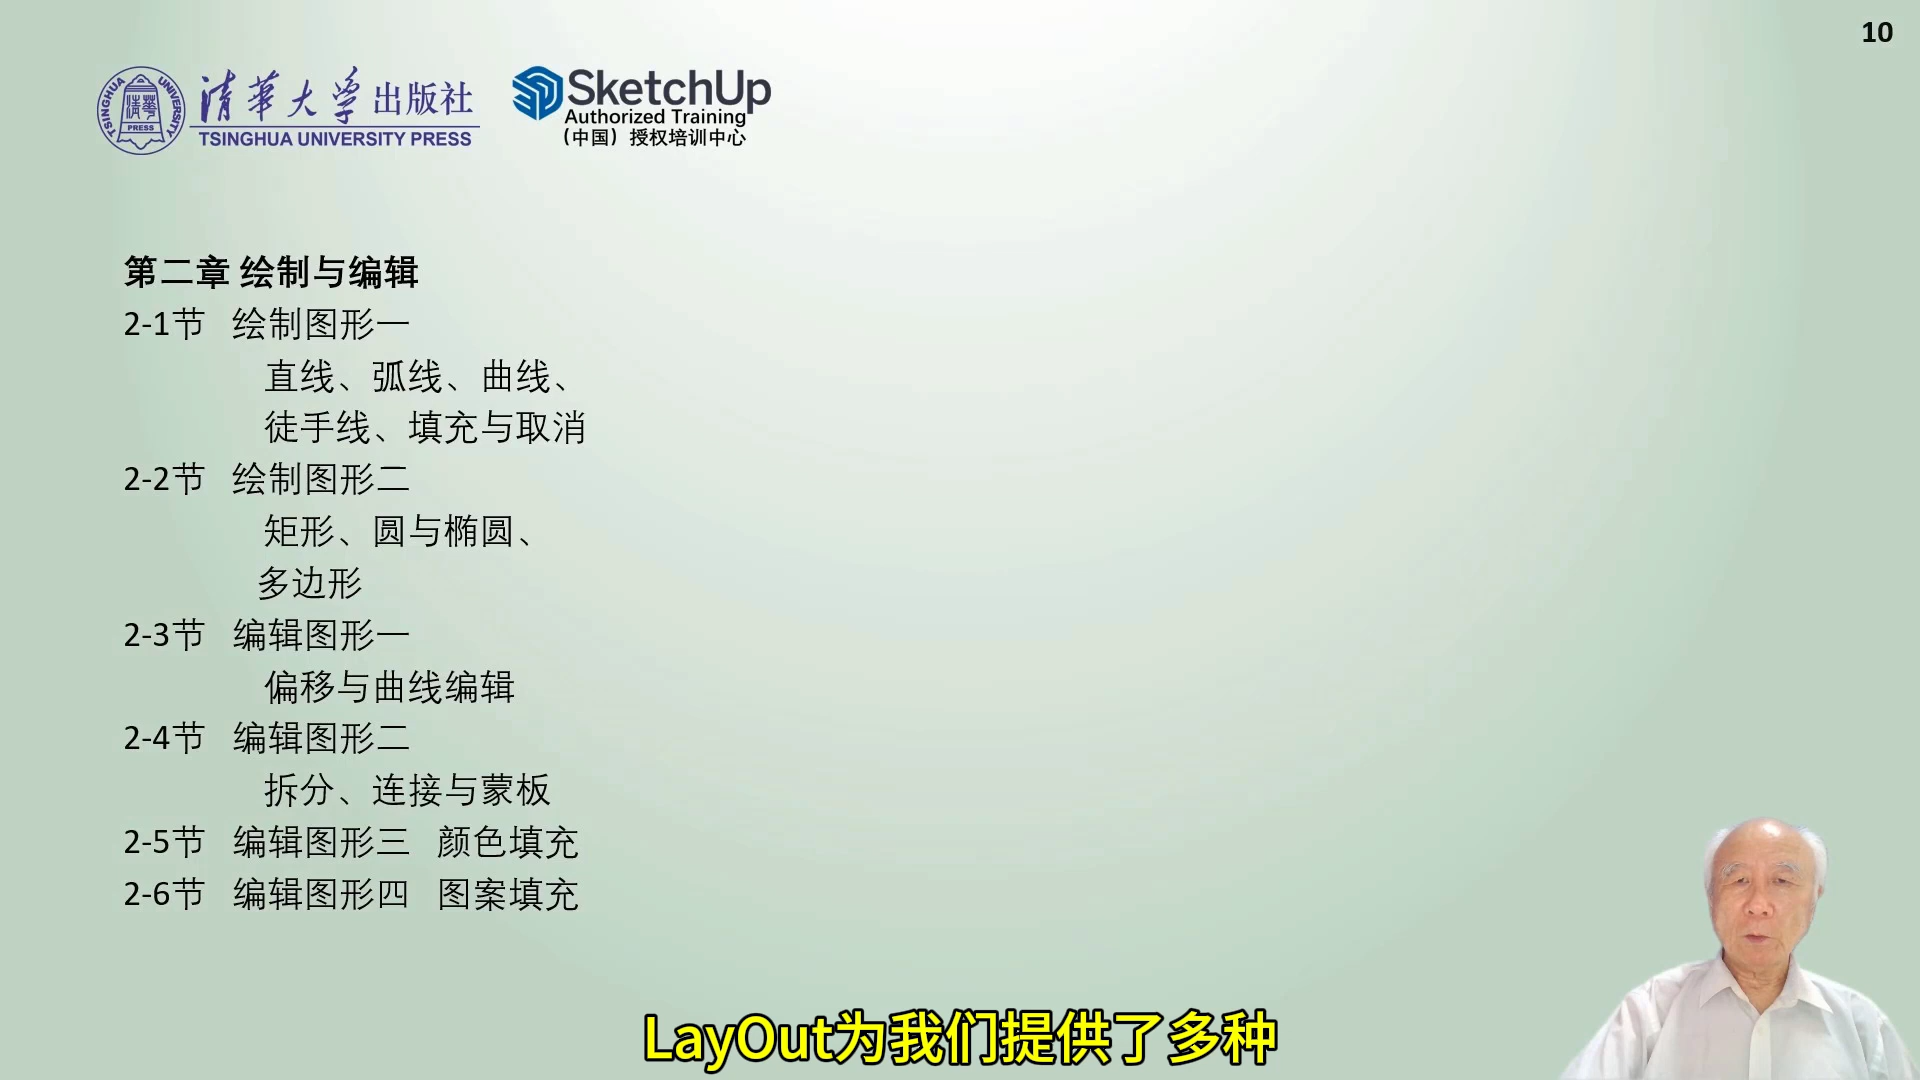 10
清華大学出版社
TSINGHUA UNIVERSITY PRESS
TSINGHUA UNIVERSITY
清華
PRESS
SketchUp
Authorized Training
（中国）授权培训中心
第二章 绘制与编辑
2-1节 绘制图形一
直线、弧线、曲线、
徒手线、填充与取消
2-2节 绘制图形二
矩形、圆与椭圆、
多边形
2-3节 编辑图形一
偏移与曲线编辑
2-4节 编辑图形二
拆分、连接与蒙板
2-5节 编辑图形三 颜色填充
2-6节 编辑图形四 图案填充
LayOut为我们提供了多种